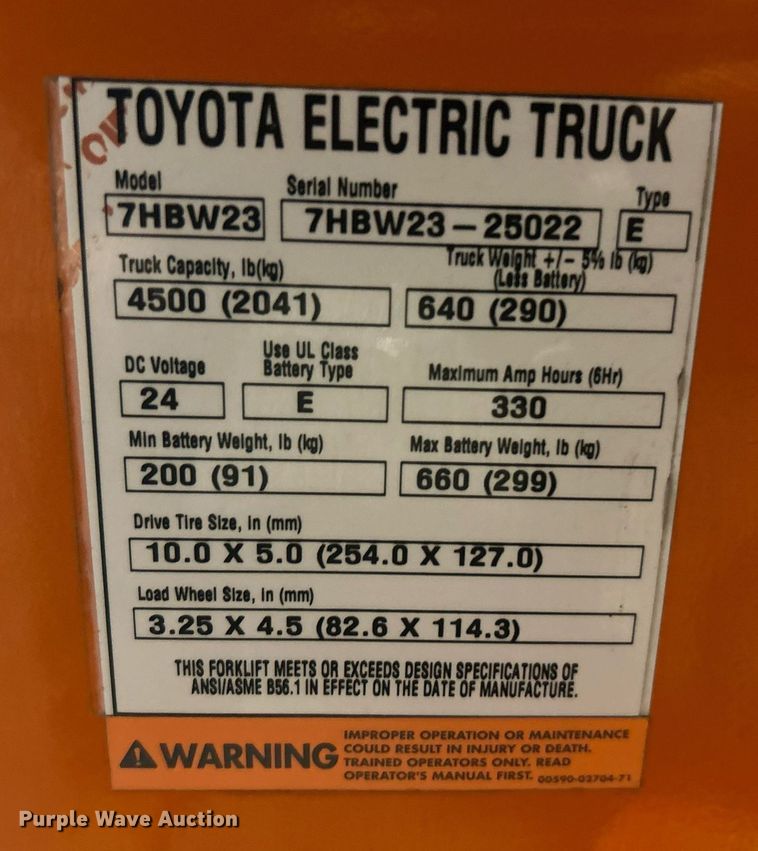 TOYOTA ELECTRIC TRUCK
Model Serial Number Type
7HBW23 7HBW23-25022 E
Truck Capacity, lb(kg) Truck Weight +/- 5% lb (kg)
(Less Battery)
4500 (2041) 640 (290)
DC Voltage Use UL Class
Battery Type Maximum Amp Hours (6Hr)
24 E 330
Min Battery Weight, lb (kg) Max Battery Weight, lb (kg)
200 (91) 660 (299)
Drive Tire Size, in (mm)
10.0 X 5.0 (254.0 X 127.0)
Load Wheel Size, in (mm)
3.25 X 4.5 (82.6 X 114.3)
THIS FORKLIFT MEETS OR EXCEEDS DESIGN SPECIFICATIONS OF
ANSI/ASME B56.1 IN EFFECT ON THE DATE OF MANUFACTURE.
WARNING
IMPROPER OPERATION OR MAINTENANCE
COULD RESULT IN INJURY OR DEATH.
TRAINED OPERATORS ONLY. READ
OPERATOR'S MANUAL FIRST. 00590-02704-71
Purple Wave Auction